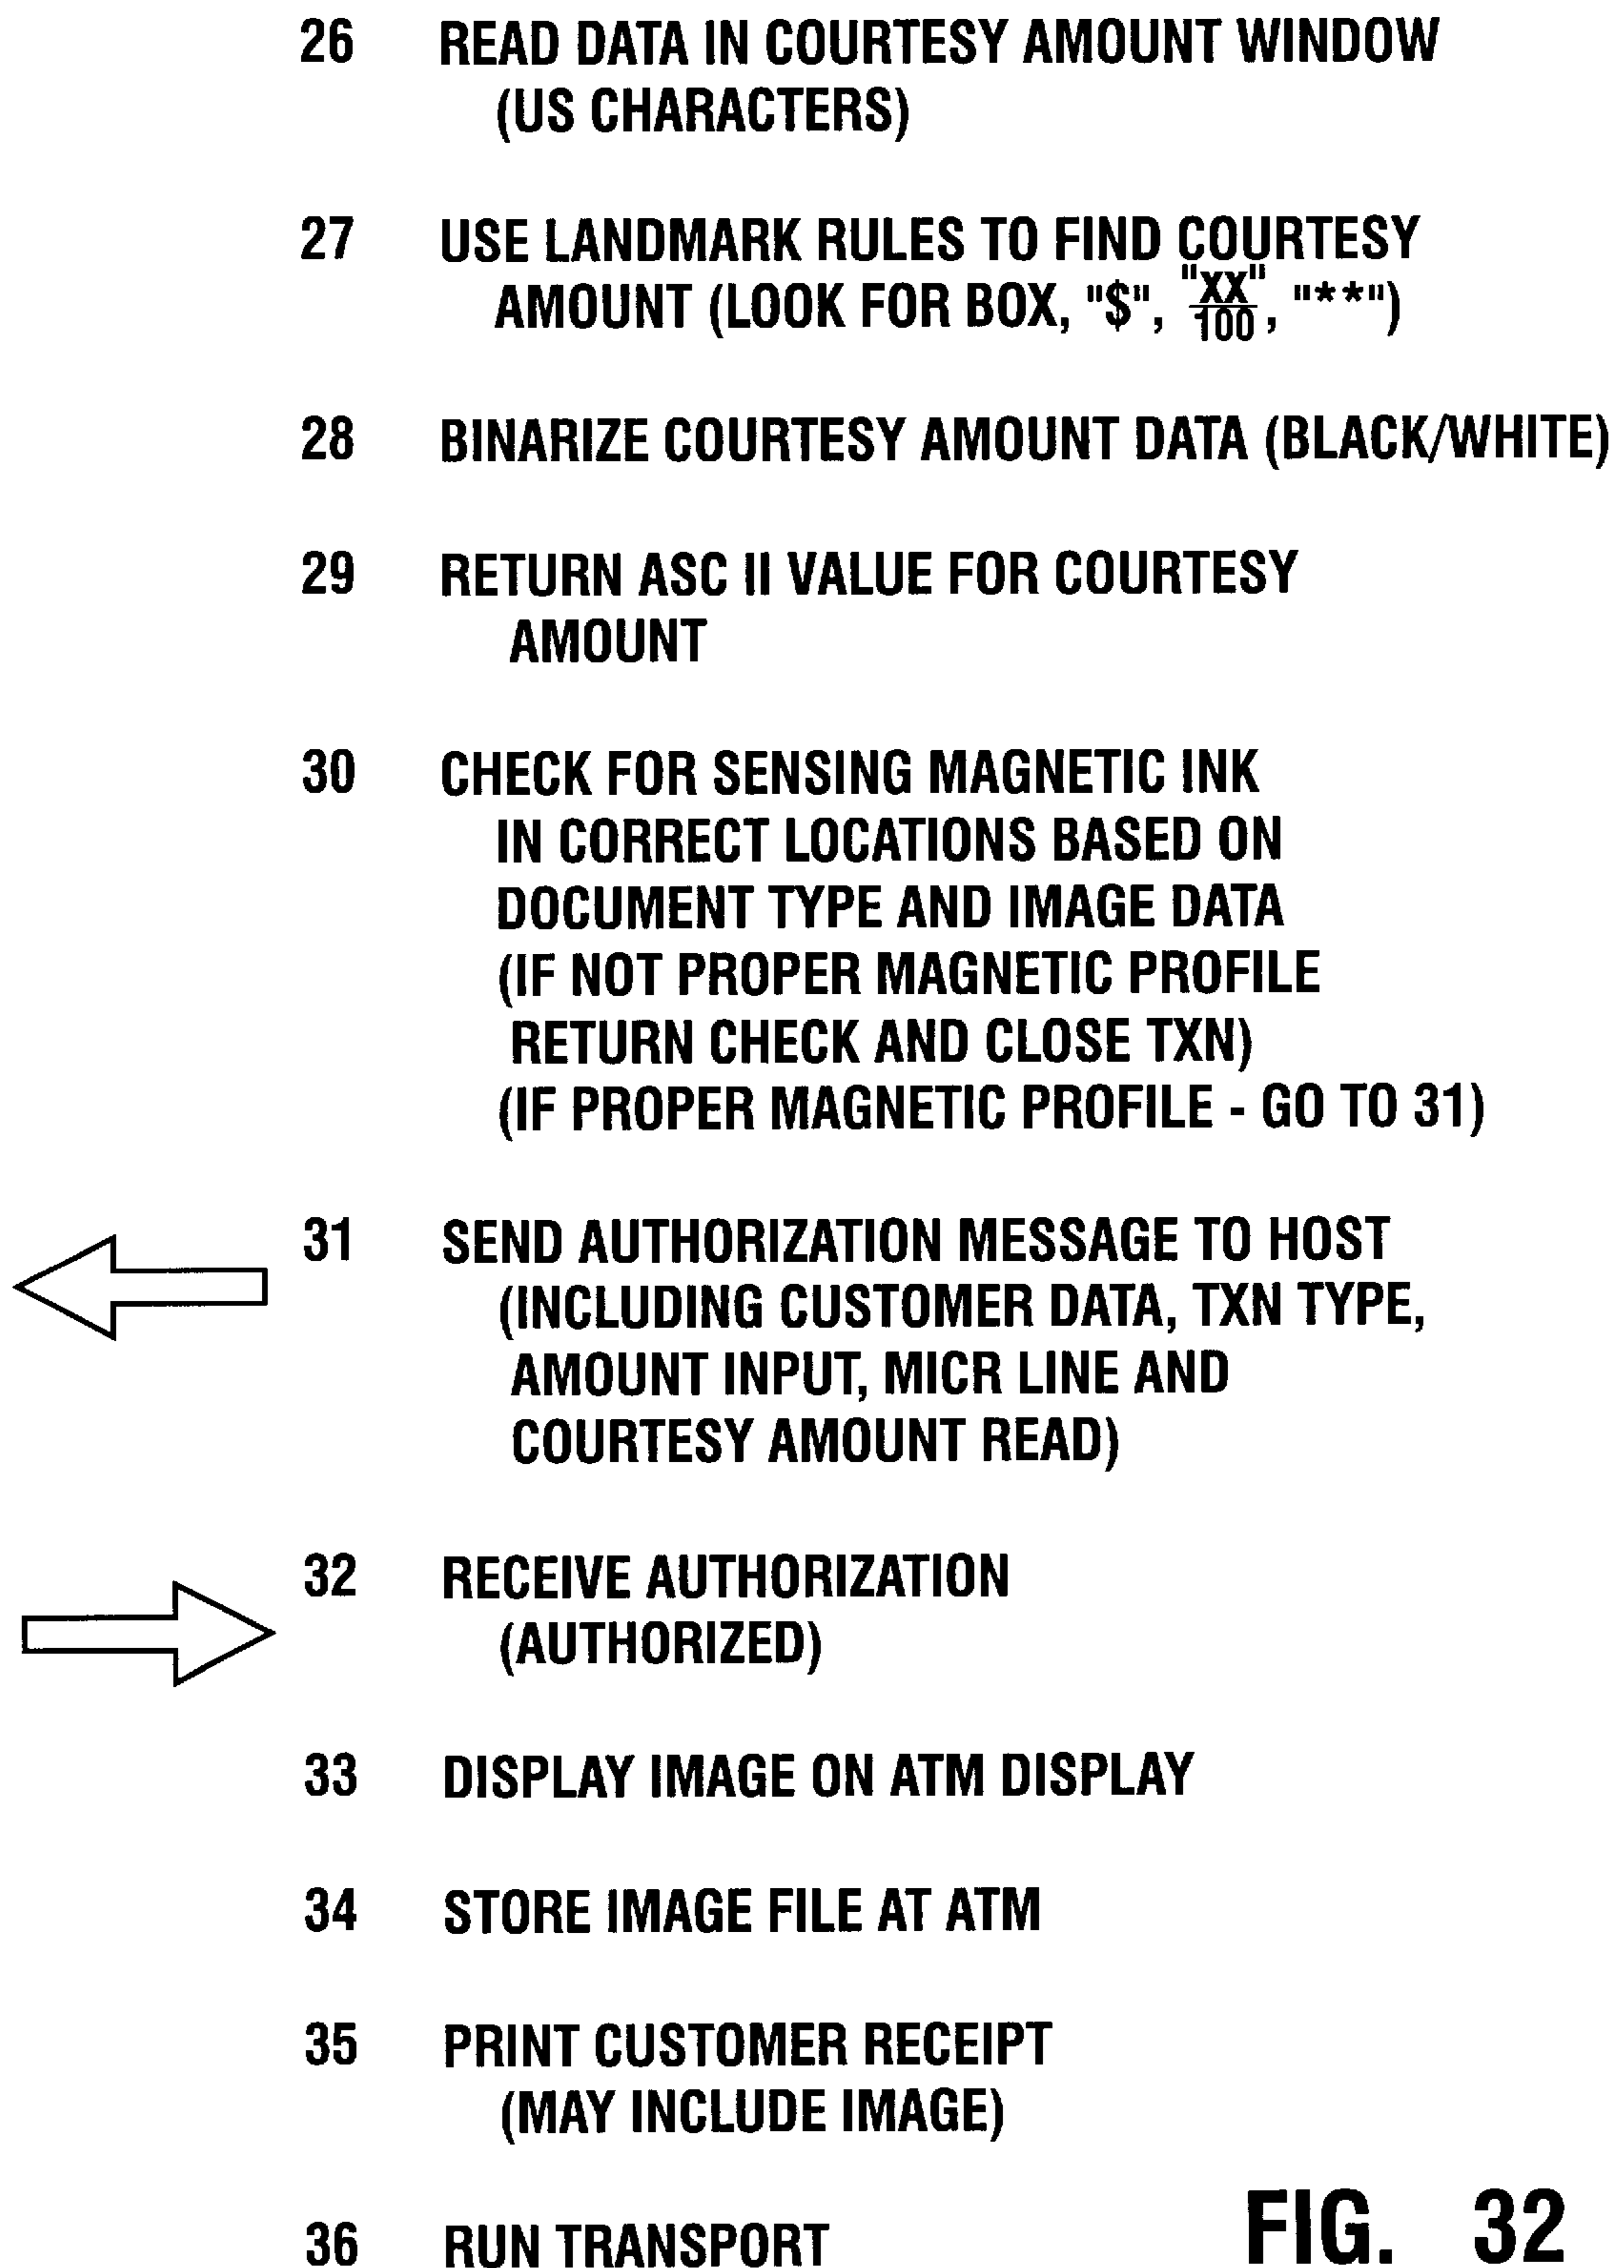 26 READ DATA IN COURTESY AMOUNT WINDOW
(US CHARACTERS)
27 USE LANDMARK RULES TO FIND COURTESY
AMOUNT (LOOK FOR BOX, "$", "XX"/100, "**")
28 BINARIZE COURTESY AMOUNT DATA (BLACK/WHITE)
29 RETURN ASC II VALUE FOR COURTESY
AMOUNT
30 CHECK FOR SENSING MAGNETIC INK
IN CORRECT LOCATIONS BASED ON
DOCUMENT TYPE AND IMAGE DATA
(IF NOT PROPER MAGNETIC PROFILE
RETURN CHECK AND CLOSE TXN)
(IF PROPER MAGNETIC PROFILE - GO TO 31)
31 SEND AUTHORIZATION MESSAGE TO HOST
(INCLUDING CUSTOMER DATA, TXN TYPE,
AMOUNT INPUT, MICR LINE AND
COURTESY AMOUNT READ)
32 RECEIVE AUTHORIZATION
(AUTHORIZED)
33 DISPLAY IMAGE ON ATM DISPLAY
34 STORE IMAGE FILE AT ATM
35 PRINT CUSTOMER RECEIPT
(MAY INCLUDE IMAGE)
36 RUN TRANSPORT
FIG. 32